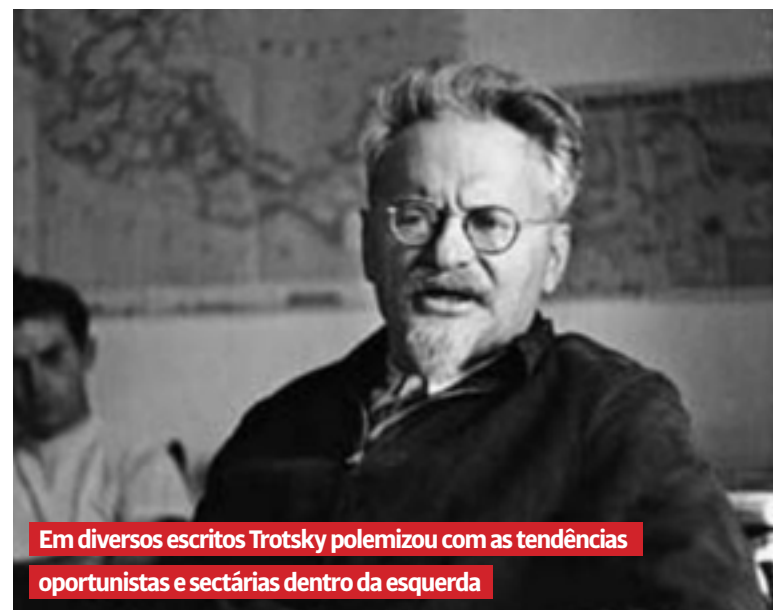 Em diversos escritos Trotsky polemizou com as tendências
oportunistas e sectárias dentro da esquerda